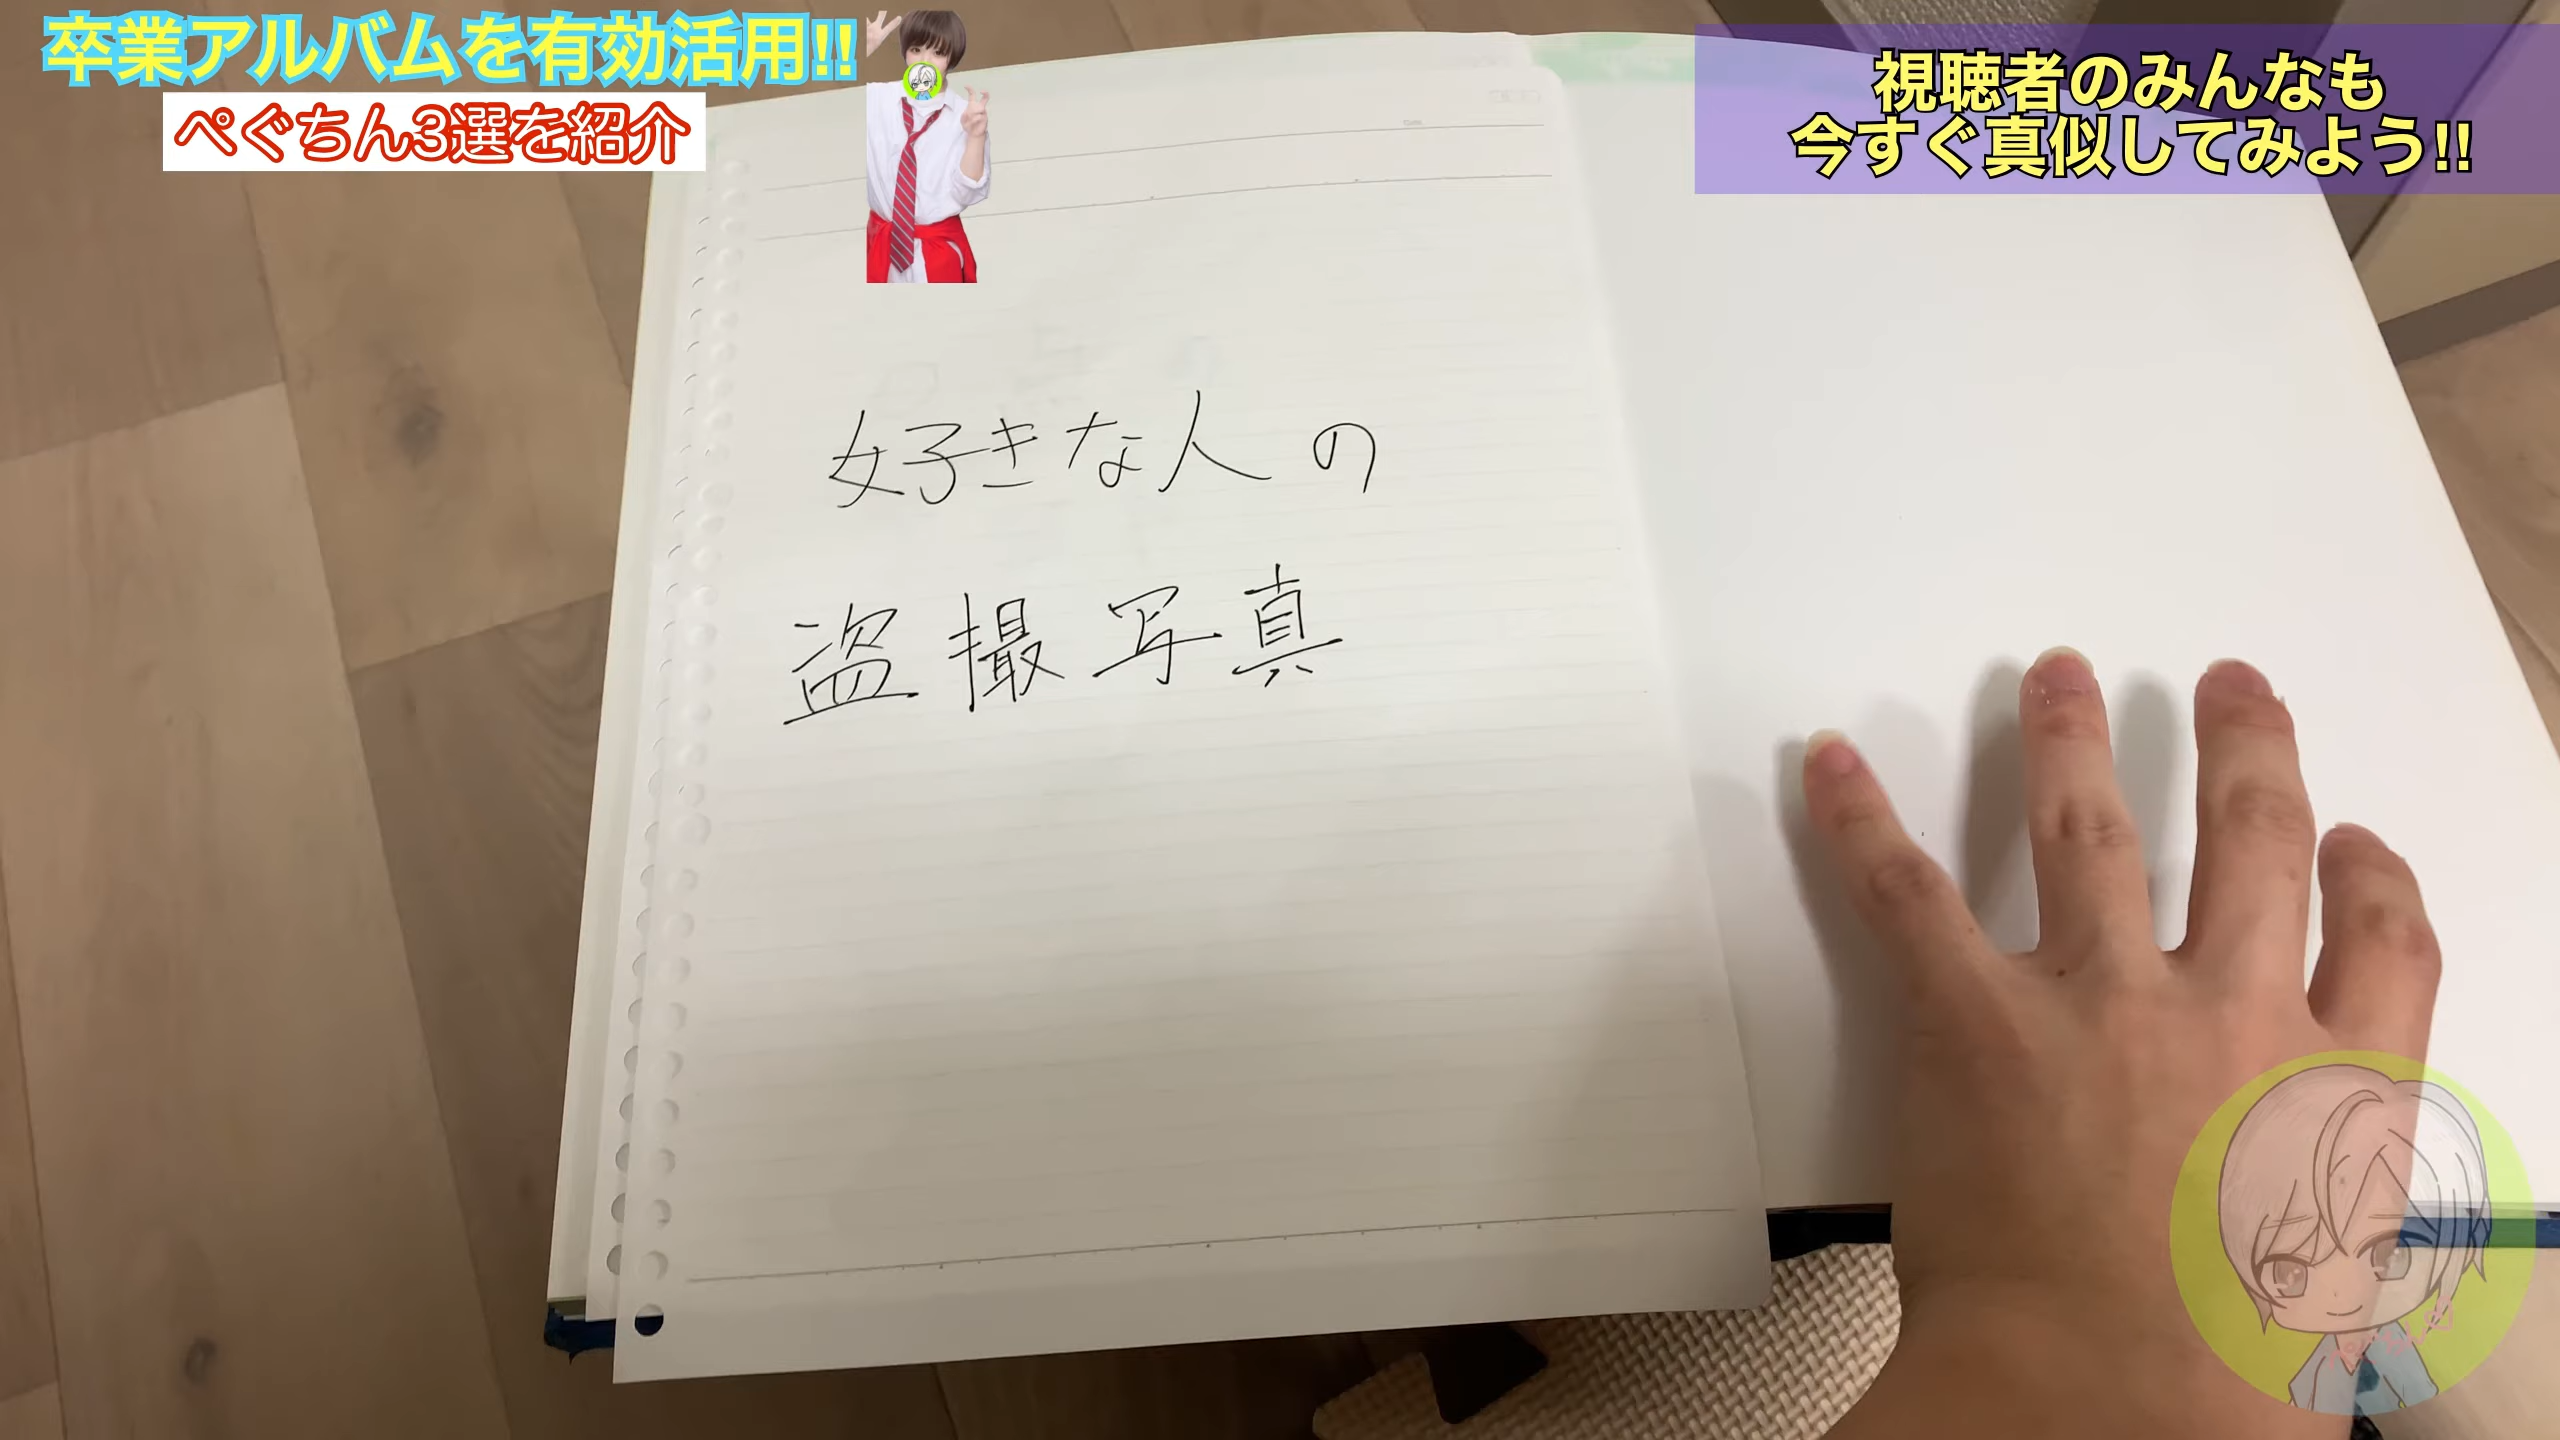 卒業アルバムを有効活用!!
ぺぐちん3選を紹介
視聴者のみんなも
今すぐ真似してみよう!!
好きな人の
盗撮写真